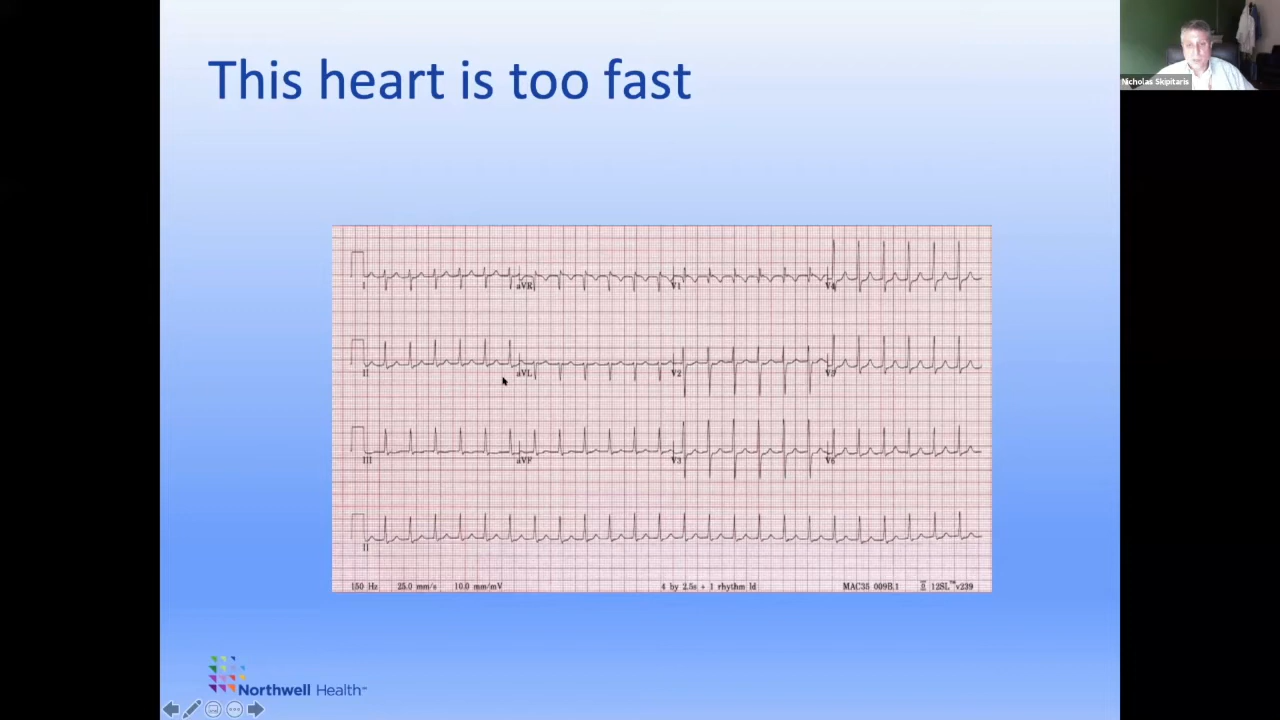 This heart is too fast
Nicholas Skipitaris
I aVR V1 V4
II aVL V2 V5
III aVF V3 V6
II
150 Hz 25.0 mm/s 10.0 mm/mV 4 by 2.5s + 1 rhythm ld MAC55 009B.1 12SL™ v239
Northwell Health™